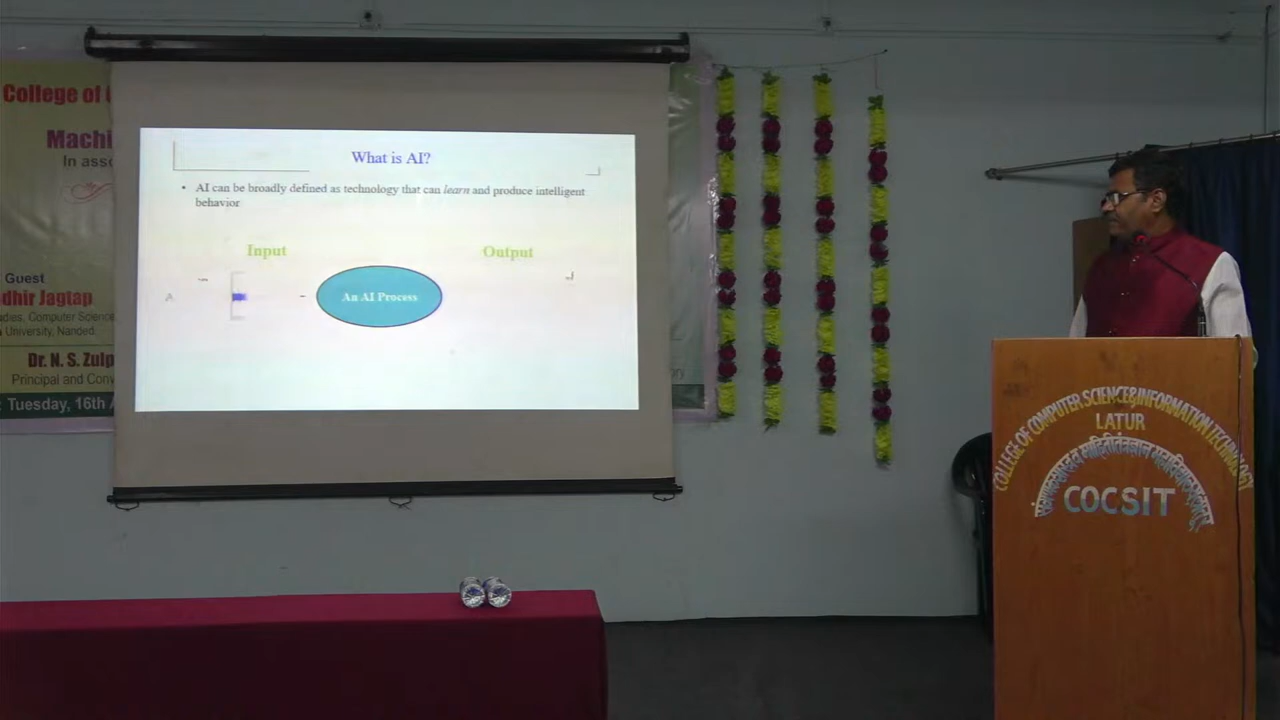 College of
Machi
In asso
Guest
dhir Jagtap
dies, Computer Science
University, Nanded.
Dr. N. S. Zulp
Principal and Conv
Tuesday, 16th
What is AI?
• AI can be broadly defined as technology that can learn and produce intelligent
behavior
Input
Output
An AI Process
COLLEGE OF COMPUTER SCIENCE & INFORMATION TECHNOLOGY
LATUR
COCSIT